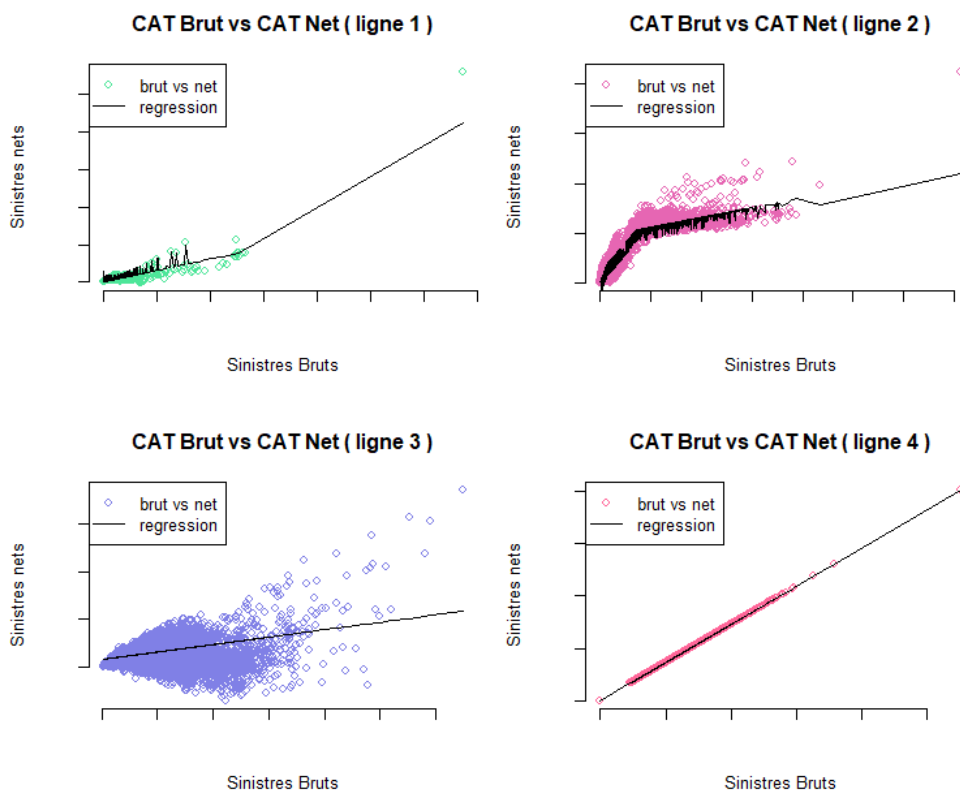 CAT Brut vs CAT Net ( ligne 1 )
brut vs net
regression
Sinistres nets
Sinistres Bruts
CAT Brut vs CAT Net ( ligne 2 )
brut vs net
regression
Sinistres nets
Sinistres Bruts
CAT Brut vs CAT Net ( ligne 3 )
brut vs net
regression
Sinistres nets
Sinistres Bruts
CAT Brut vs CAT Net ( ligne 4 )
brut vs net
regression
Sinistres nets
Sinistres Bruts